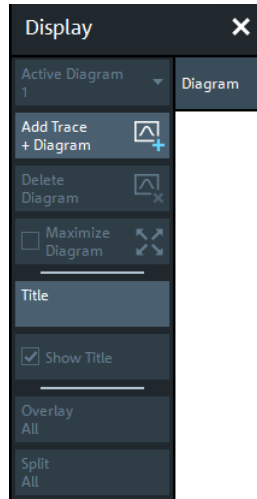 Display
Active Diagram
1
Diagram
Add Trace
+ Diagram
Delete
Diagram
Maximize
Diagram
Title
Show Title
Overlay
All
Split
All